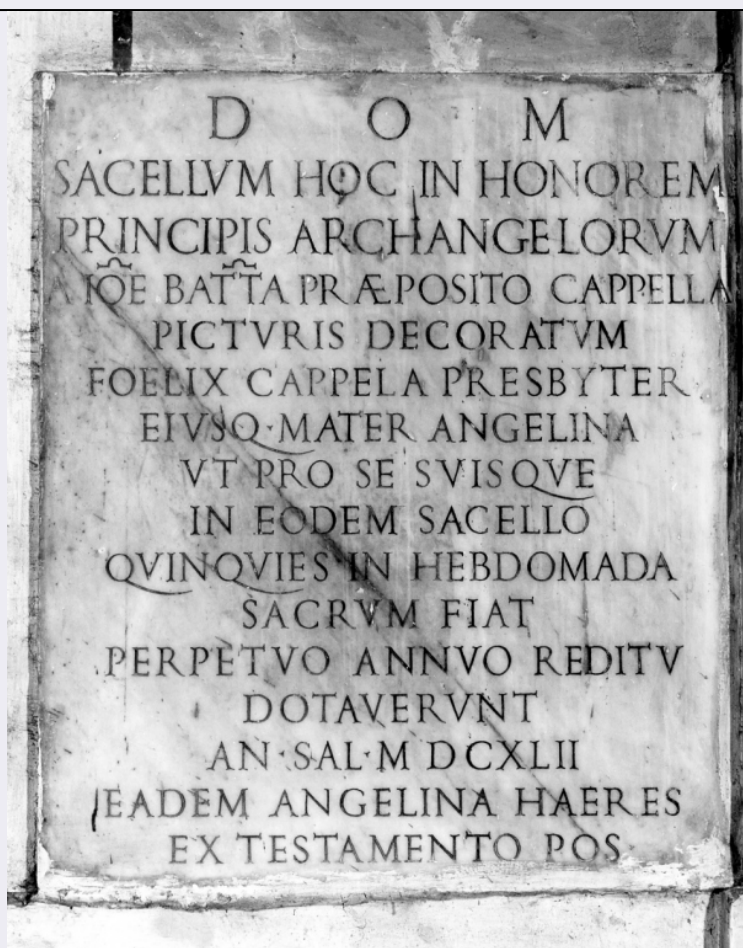 D O M
SACELLVM HOC IN HONOREM
PRINCIPIS ARCHANGELORVM
A IOE BATTA PRÆPOSITO CAPPELLA
PICTVRIS DECORATVM
FOELIX CAPPELA PRESBYTER
EIVSQ·MATER ANGELINA
VT PRO SE SVISQVE
IN EODEM SACELLO
QVINQVIES IN HEBDOMADA
SACRVM FIAT
PERPETVO ANNVO REDITV
DOTAVERVNT
AN·SAL·M DCXLII
EADEM ANGELINA HAERES
EX TESTAMENTO POS